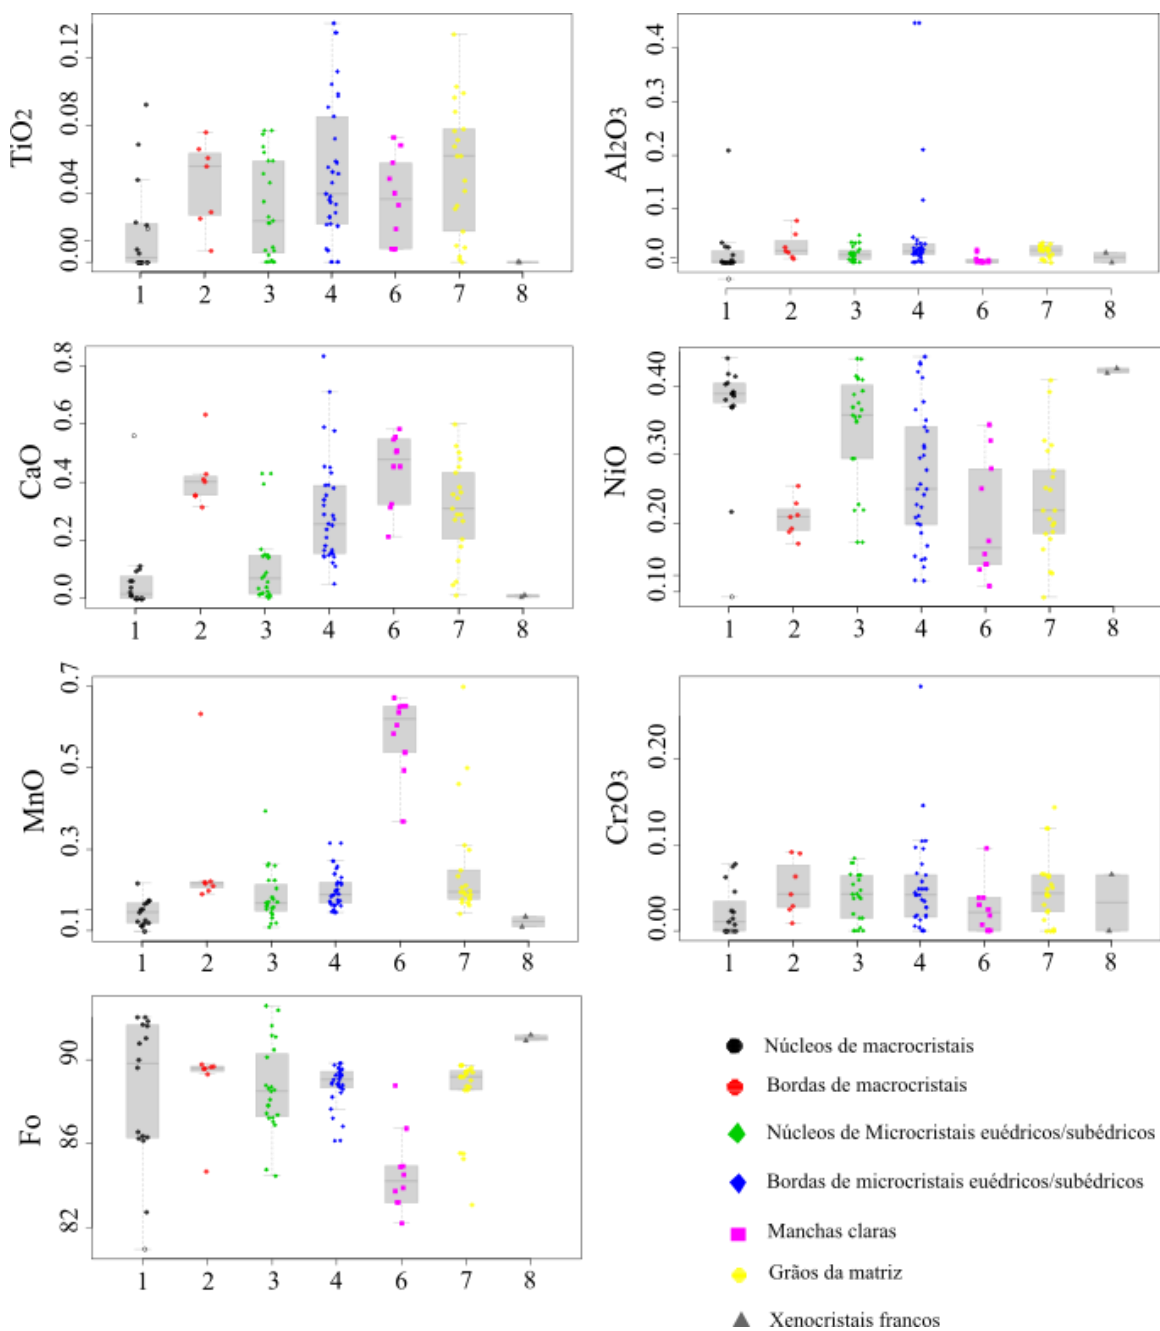 TiO2
0.12
0.08
0.04
0.00
1 2 3 4 6 7 8
Al2O3
0.4
0.3
0.2
0.1
0.0
1 2 3 4 6 7 8
CaO
0.8
0.6
0.4
0.2
0.0
1 2 3 4 6 7 8
NiO
0.40
0.30
0.20
0.10
1 2 3 4 6 7 8
MnO
0.7
0.5
0.3
0.1
1 2 3 4 6 7 8
Cr2O3
0.20
0.10
0.00
1 2 3 4 6 7 8
Fo
90
86
82
1 2 3 4 6 7 8
Núcleos de macrocristais
Bordas de macrocristais
Núcleos de Microcristais euédricos/subédricos
Bordas de microcristais euédricos/subédricos
Manchas claras
Grãos da matriz
Xenocristais francos